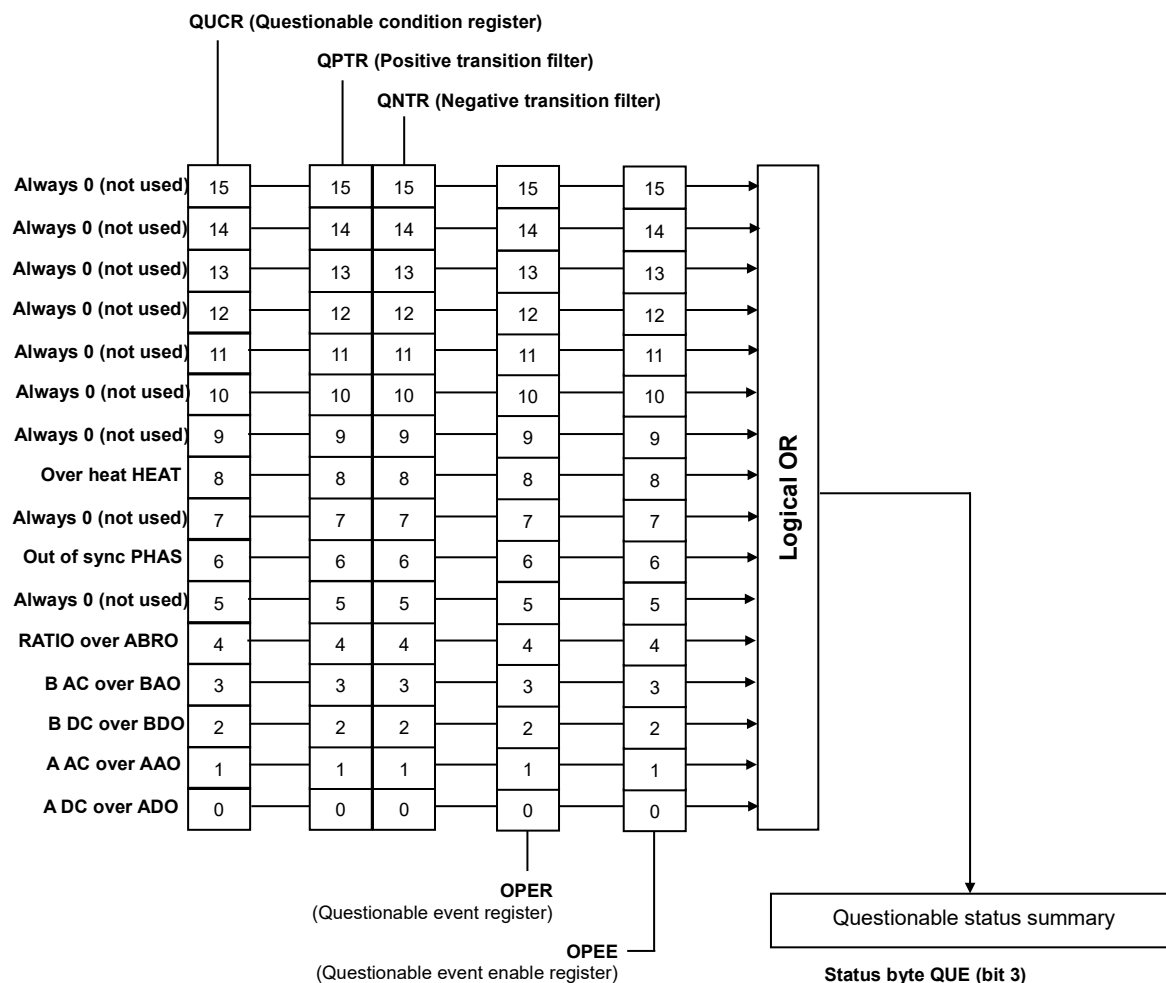 QUCR (Questionable condition register)
QPTR (Positive transition filter)
QNTR (Negative transition filter)
Always 0 (not used) 15 15 15 15 15
Always 0 (not used) 14 14 14 14 14
Always 0 (not used) 13 13 13 13 13
Always 0 (not used) 12 12 12 12 12
Always 0 (not used) 11 11 11 11 11
Always 0 (not used) 10 10 10 10 10
Always 0 (not used) 9 9 9 9 9
Over heat HEAT 8 8 8 8 8
Always 0 (not used) 7 7 7 7 7
Out of sync PHAS 6 6 6 6 6
Always 0 (not used) 5 5 5 5 5
RATIO over ABRO 4 4 4 4 4
B AC over BAO 3 3 3 3 3
B DC over BDO 2 2 2 2 2
A AC over AAO 1 1 1 1 1
A DC over ADO 0 0 0 0 0
Logical OR
OPER
(Questionable event register)
OPEE
(Questionable event enable register)
Questionable status summary
Status byte QUE (bit 3)